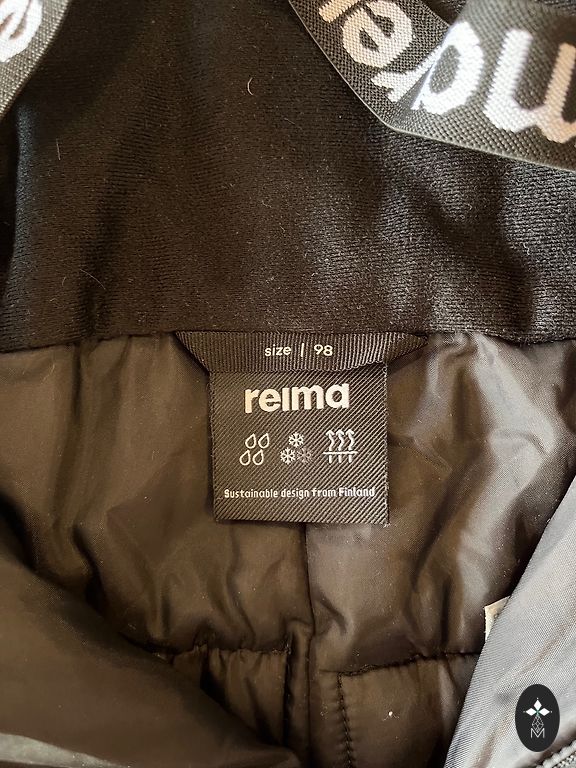 size | 98
reima
Sustainable design from Finland